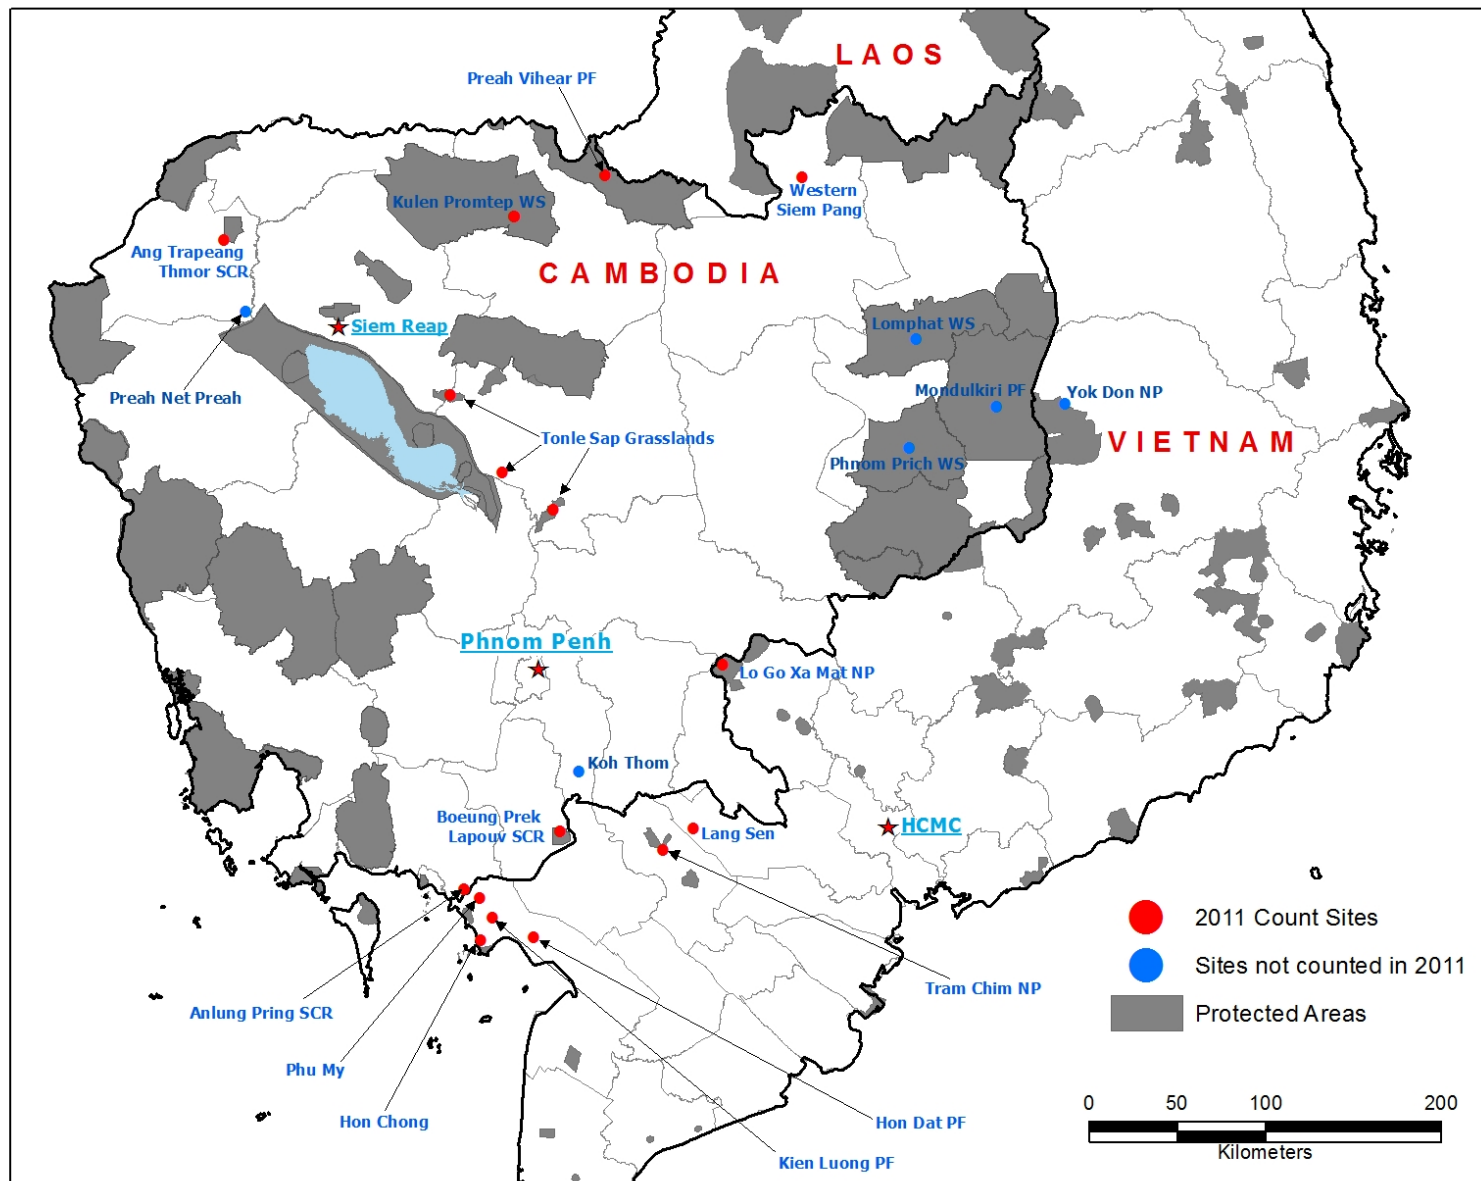 LAOS
Preah Vihear PF
Western
Siem Pang
Kulen Promtep WS
Ang Trapeang
Thmor SCR
CAMBODIA
Siem Reap
Lomphat WS
Preah Net Preah
Mondulkiri PF
Yok Don NP
Tonle Sap Grasslands
VIETNAM
Phnom Prich WS
Phnom Penh
Lo Go Xa Mat NP
Koh Thom
Boeung Prek
Lapouv SCR
Lang Sen
HCMC
2011 Count Sites
Sites not counted in 2011
Protected Areas
Tram Chim NP
Anlung Pring SCR
Phu My
Hon Chong
Hon Dat PF
Kien Luong PF
0 50 100 200
Kilometers